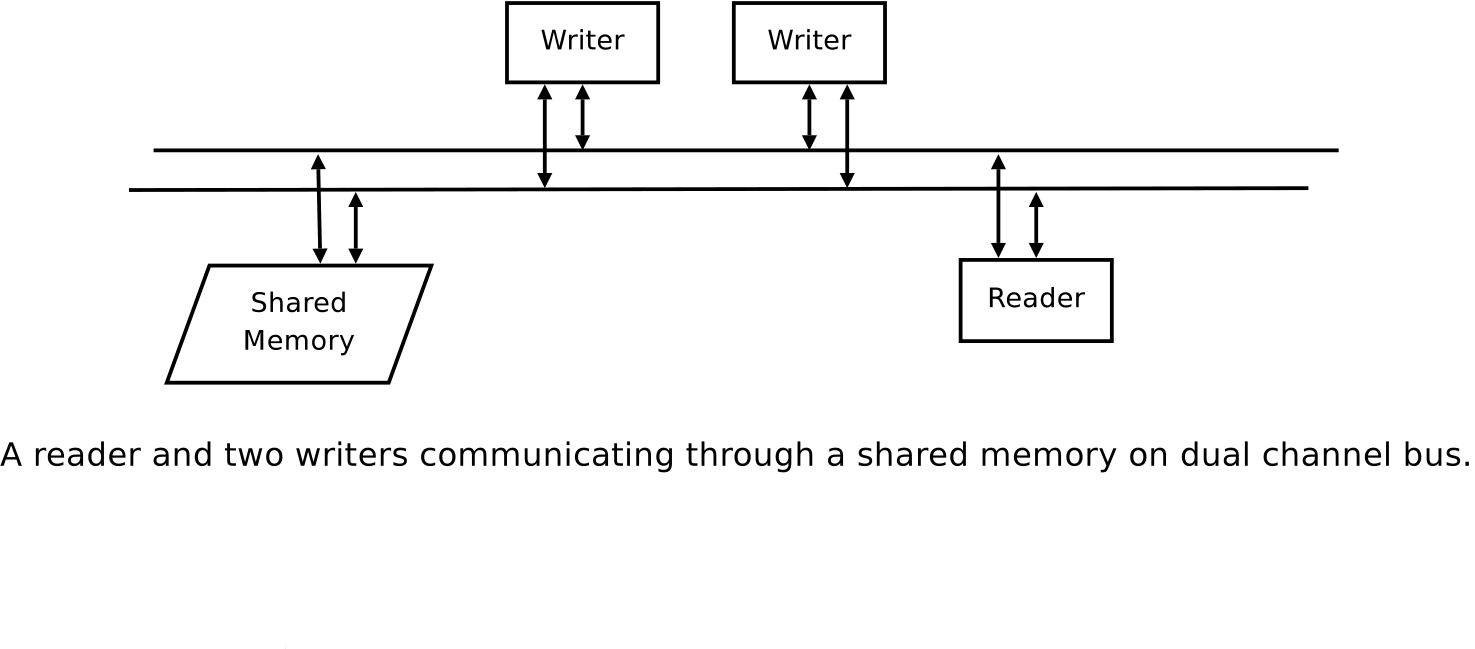 Writer
Writer
Shared
Memory
Reader
A reader and two writers communicating through a shared memory on dual channel bus.